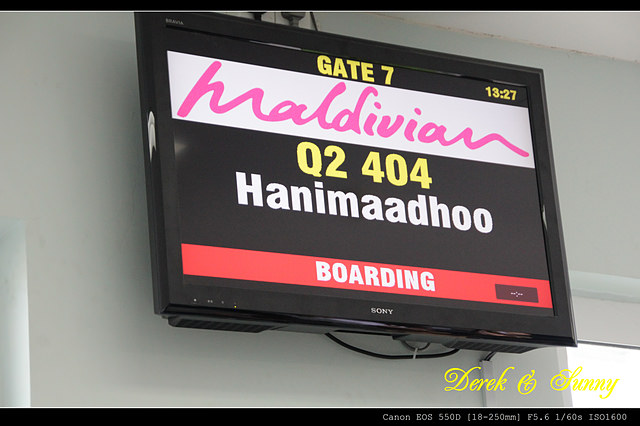 BRAVIA
GATE 7
13:27
maldivian
Q2 404
Hanimaadhoo
BOARDING
--:--
SONY
Derek & Sunny
Canon EOS 550D [18-250mm] F5.6 1/60s ISO1600